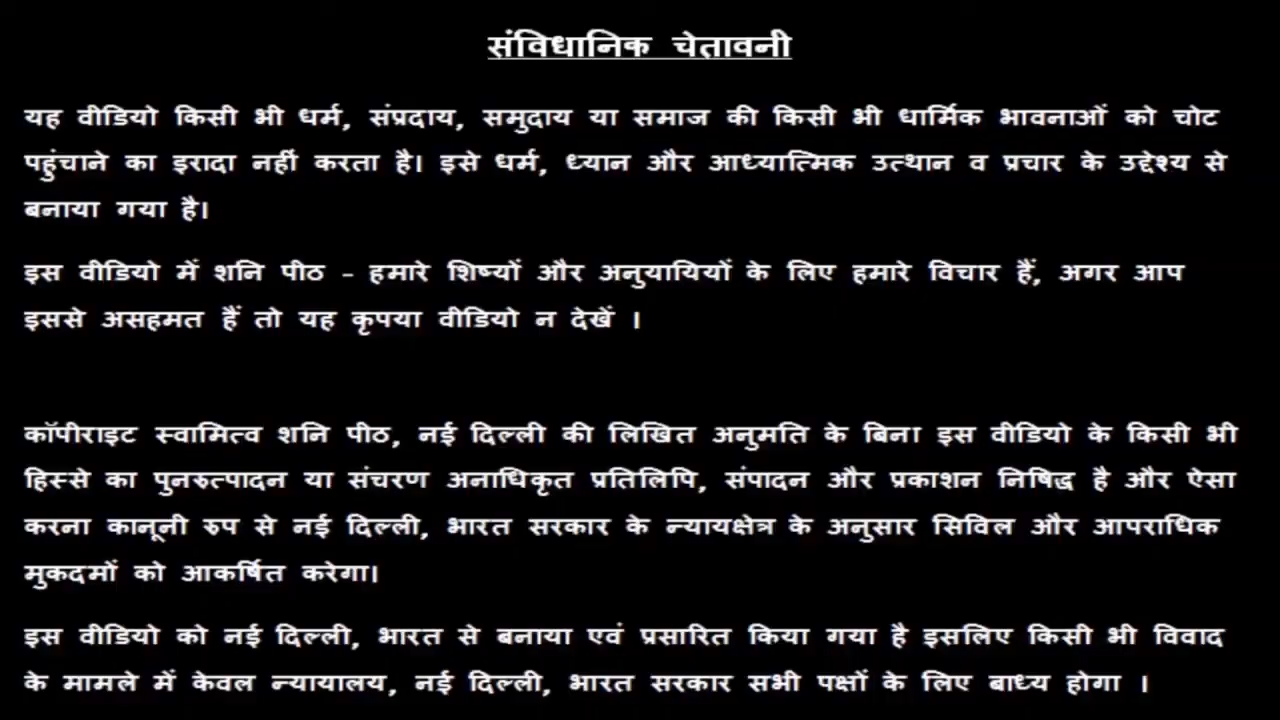 संविधानिक चेतावनी
यह वीडियो किसी भी धर्म, संप्रदाय, समुदाय या समाज की किसी भी धार्मिक भावनाओं को चोट
पहुंचाने का इरादा नहीं करता है। इसे धर्म, ध्यान और आध्यात्मिक उत्थान व प्रचार के उद्देश्य से
बनाया गया है।
इस वीडियो में शनि पीठ - हमारे शिष्यों और अनुयायियों के लिए हमारे विचार हैं, अगर आप
इससे असहमत हैं तो यह कृपया वीडियो न देखें ।
कॉपीराइट स्वामित्व शनि पीठ, नई दिल्ली की लिखित अनुमति के बिना इस वीडियो के किसी भी
हिस्से का पुनरुत्पादन या संचरण अनाधिकृत प्रतिलिपि, संपादन और प्रकाशन निषिद्ध है और ऐसा
करना कानूनी रुप से नई दिल्ली, भारत सरकार के न्यायक्षेत्र के अनुसार सिविल और आपराधिक
मुकदमों को आकर्षित करेगा।
इस वीडियो को नई दिल्ली, भारत से बनाया एवं प्रसारित किया गया है इसलिए किसी भी विवाद
के मामले में केवल न्यायालय, नई दिल्ली, भारत सरकार सभी पक्षों के लिए बाध्य होगा ।